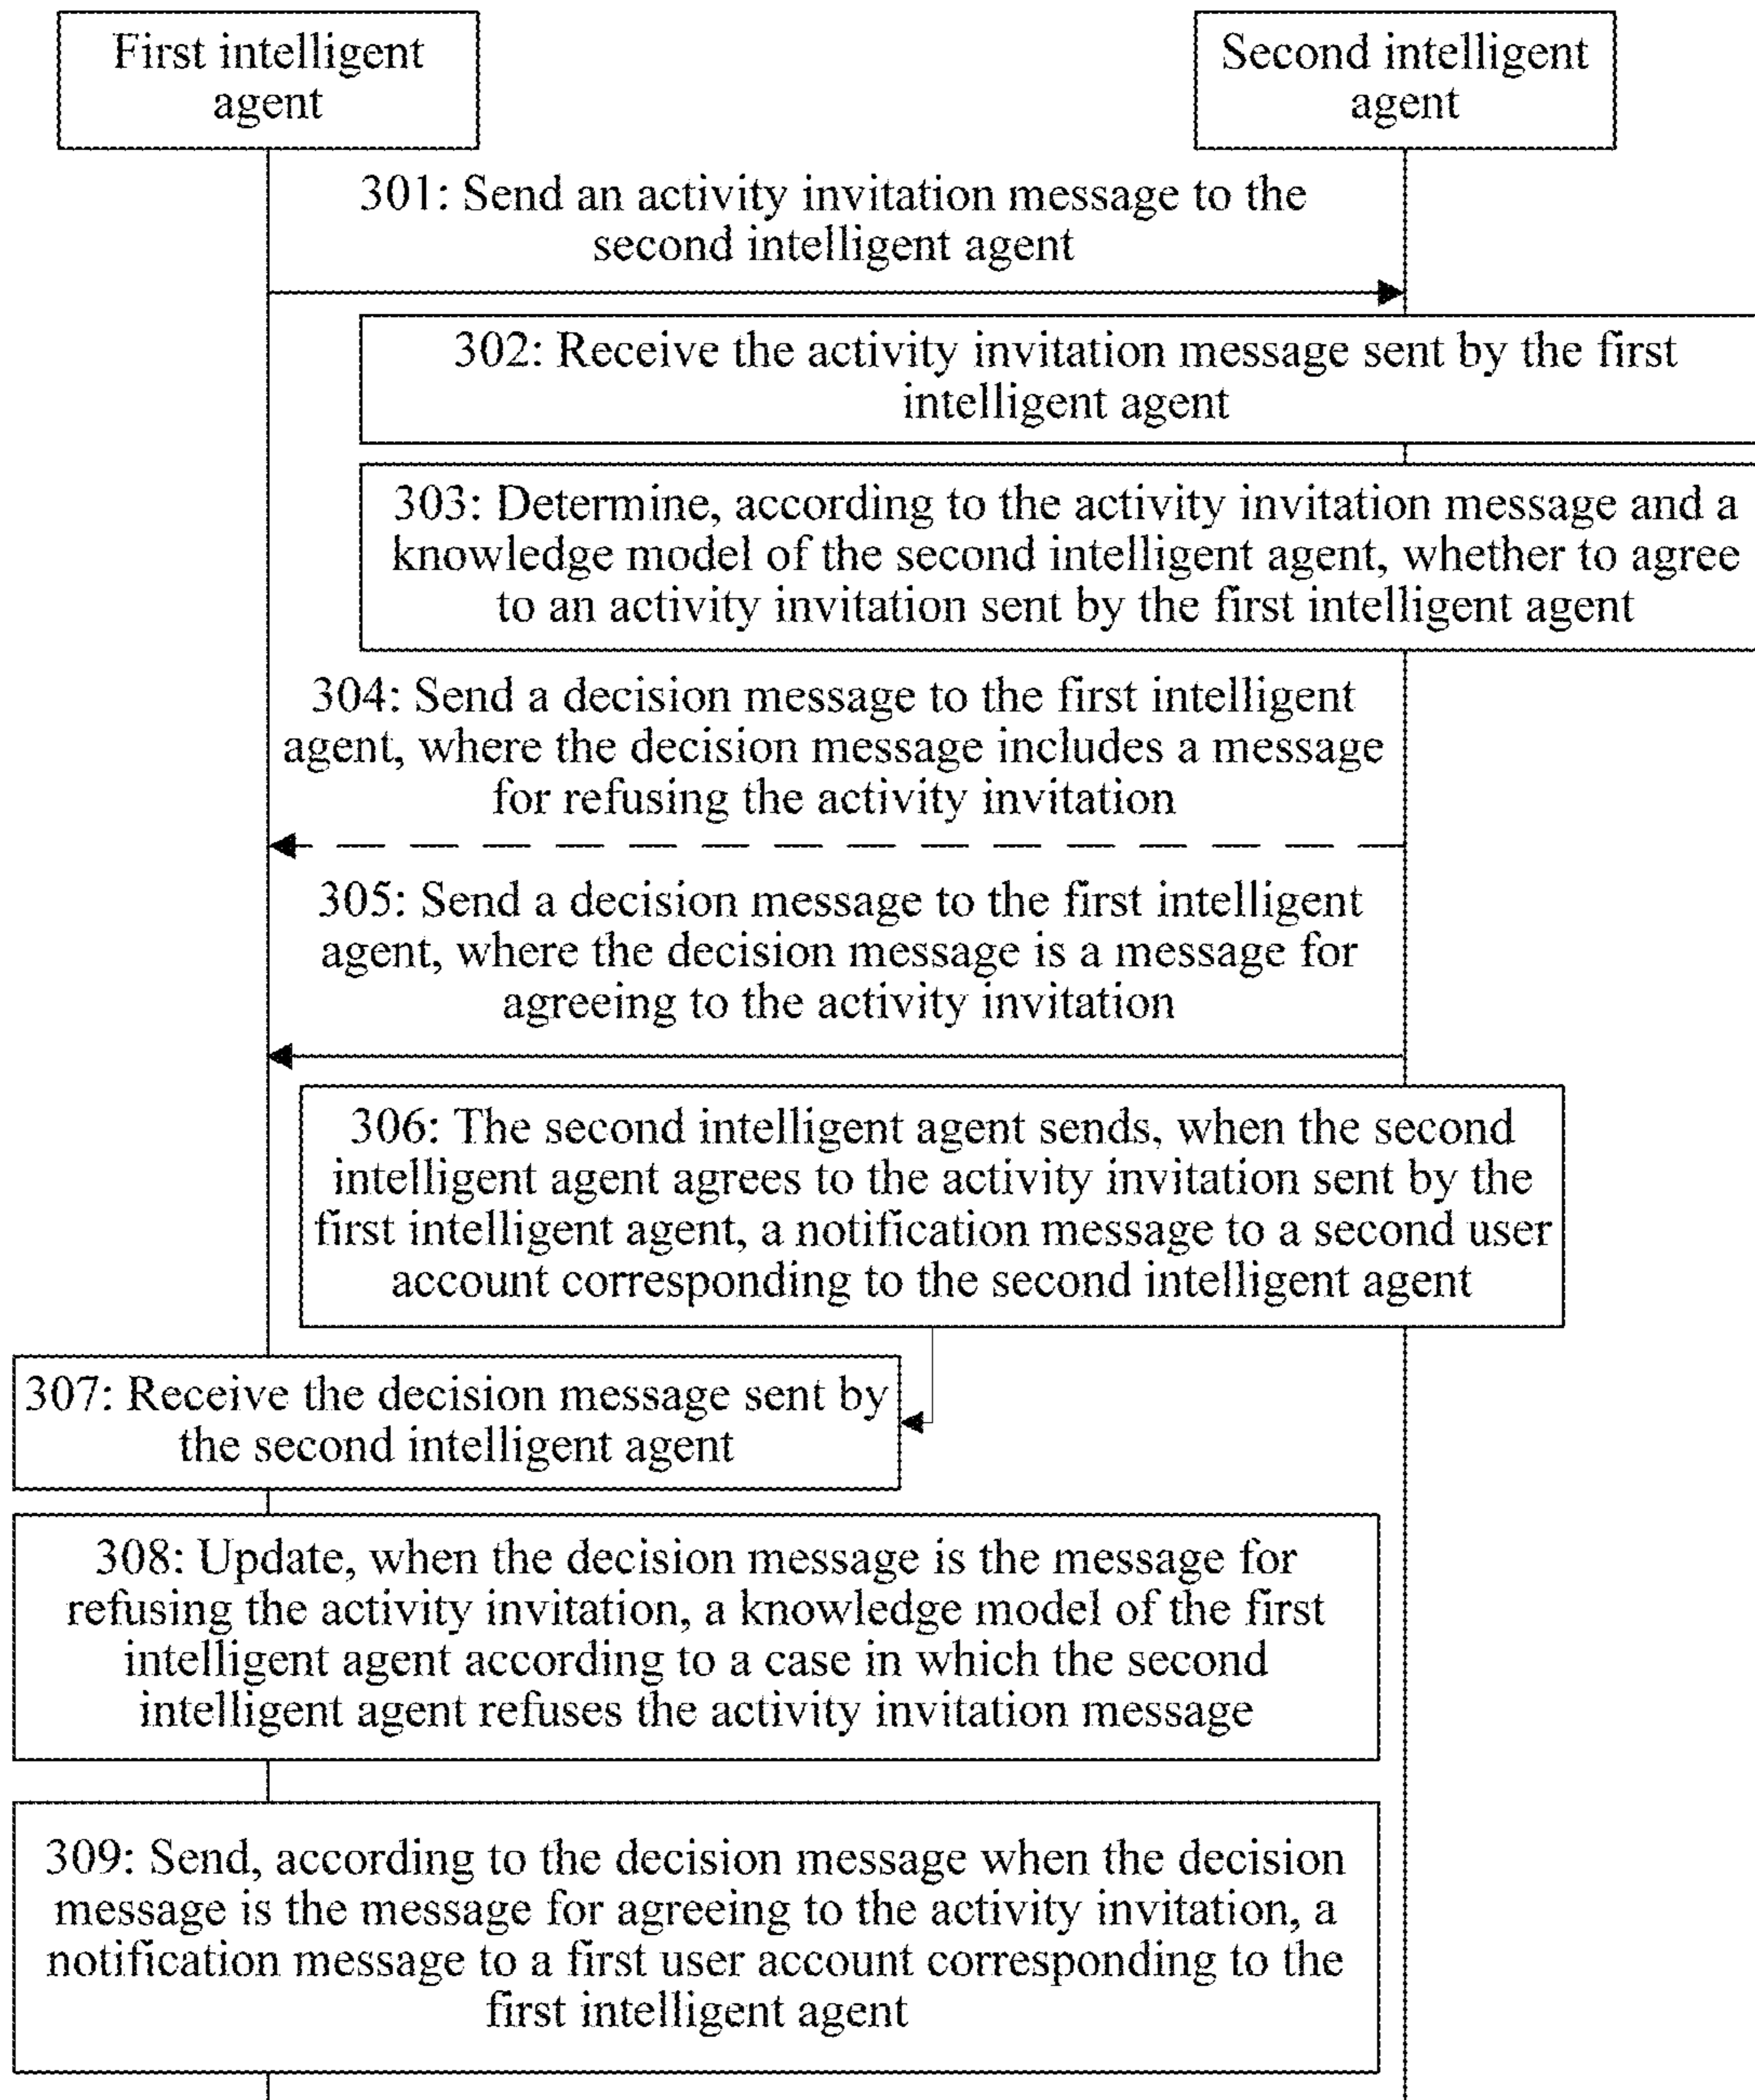 First intelligent
agent
Second intelligent
agent
301: Send an activity invitation message to the
second intelligent agent
302: Receive the activity invitation message sent by the first
intelligent agent
303: Determine, according to the activity invitation message and a
knowledge model of the second intelligent agent, whether to agree
to an activity invitation sent by the first intelligent agent
304: Send a decision message to the first intelligent
agent, where the decision message includes a message
for refusing the activity invitation
305: Send a decision message to the first intelligent
agent, where the decision message is a message for
agreeing to the activity invitation
306: The second intelligent agent sends, when the second
intelligent agent agrees to the activity invitation sent by the
first intelligent agent, a notification message to a second user
account corresponding to the second intelligent agent
307: Receive the decision message sent by
the second intelligent agent
308: Update, when the decision message is the message for
refusing the activity invitation, a knowledge model of the first
intelligent agent according to a case in which the second
intelligent agent refuses the activity invitation message
309: Send, according to the decision message when the decision
message is the message for agreeing to the activity invitation, a
notification message to a first user account corresponding to the
first intelligent agent